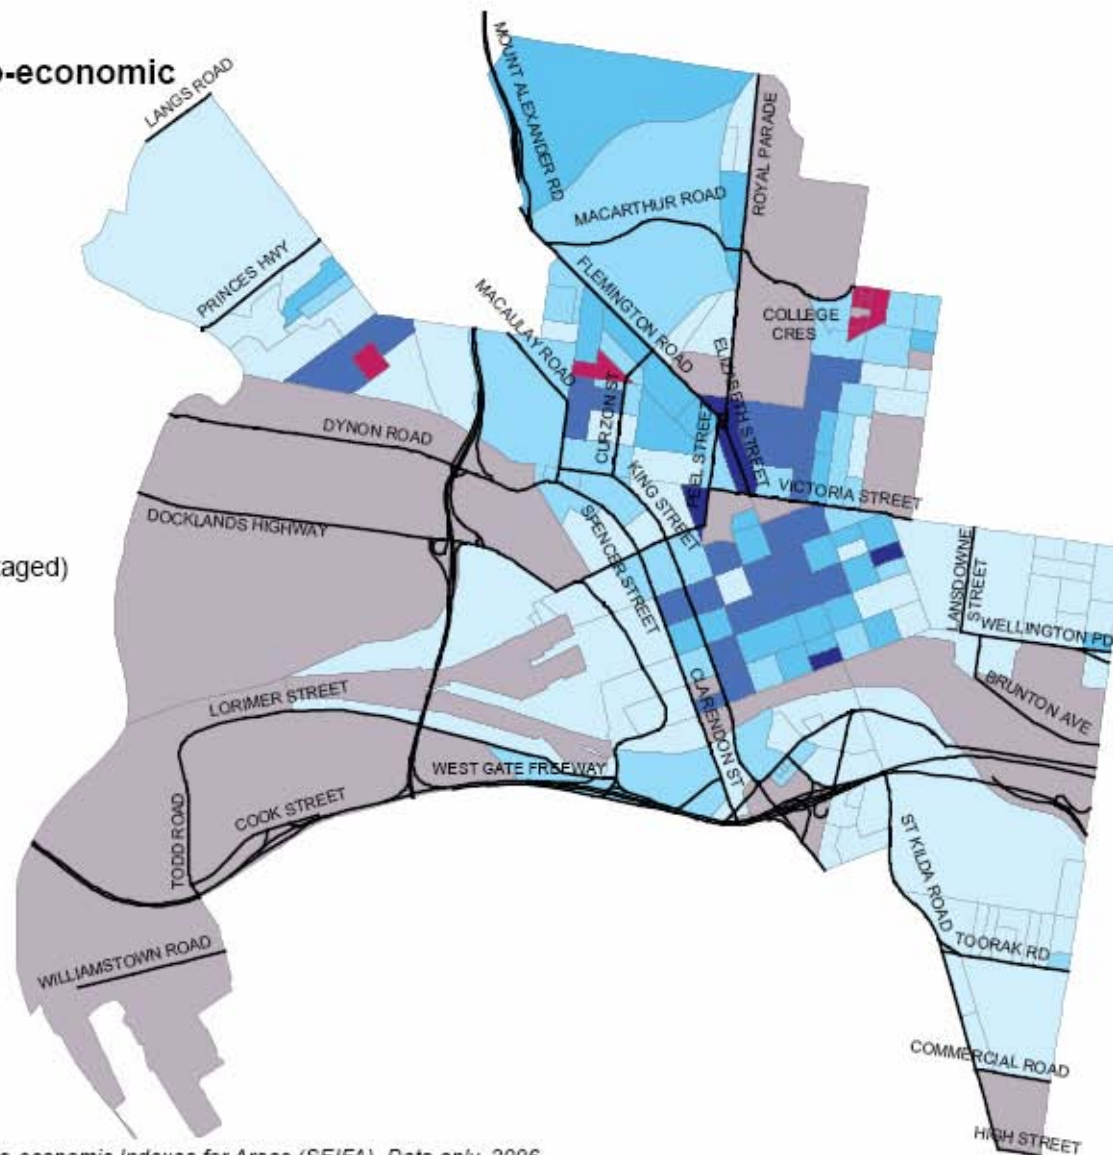 o-economic
LANGS ROAD
MOUNT ALEXANDER RD
ROYAL PARADE
MACARTHUR ROAD
PRINCES HWY
FLEMINGTON ROAD
MACAULAY ROAD
COLLEGE
CRES
ELIZABETH STREET
CURZON ST
PEEL STREET
DYNON ROAD
KING STREET
VICTORIA STREET
DOCKLANDS HIGHWAY
SPENCER STREET
taged)
LANSDOWNE
STREET
WELLINGTON PD
BRUNTON AVE
LORIMER STREET
CLARENDON ST
WEST GATE FREEWAY
COOK STREET
TODD ROAD
ST KILDA ROAD
TOORAK RD
WILLIAMSTOWN ROAD
COMMERCIAL ROAD
HIGH STREET
o-economic Indexes for Areas (SEIFA), Data only, 2006